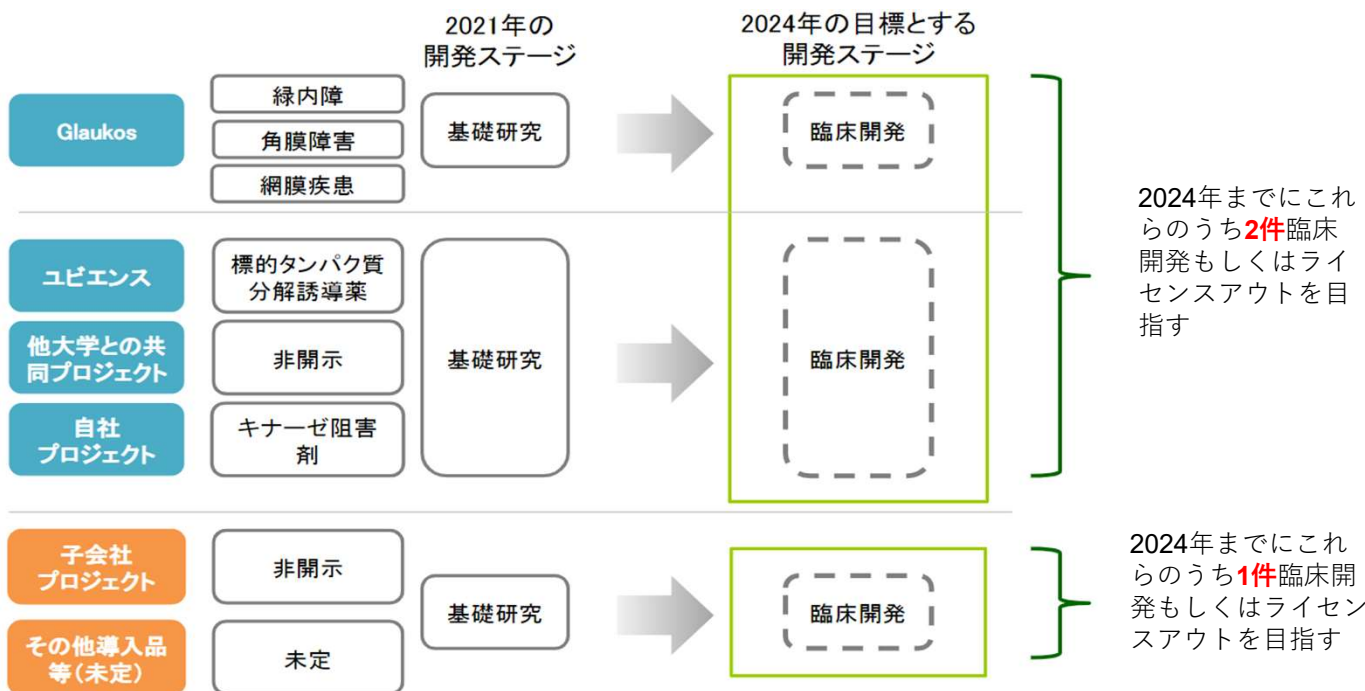 2021年の
開発ステージ
2024年の目標とする
開発ステージ
Glaukos
緑内障
角膜障害
網膜疾患
基礎研究
臨床開発
ユビエンス
標的タンパク質
分解誘導薬
他大学との共
同プロジェクト
非開示
自社
プロジェクト
キナーゼ阻害
剤
基礎研究
臨床開発
2024年までにこれ
らのうち2件臨床
開発もしくはライ
センスアウトを目
指す
子会社
プロジェクト
非開示
その他導入品
等(未定)
未定
基礎研究
臨床開発
2024年までにこれ
らのうち1件臨床開
発もしくはライセン
スアウトを目指す